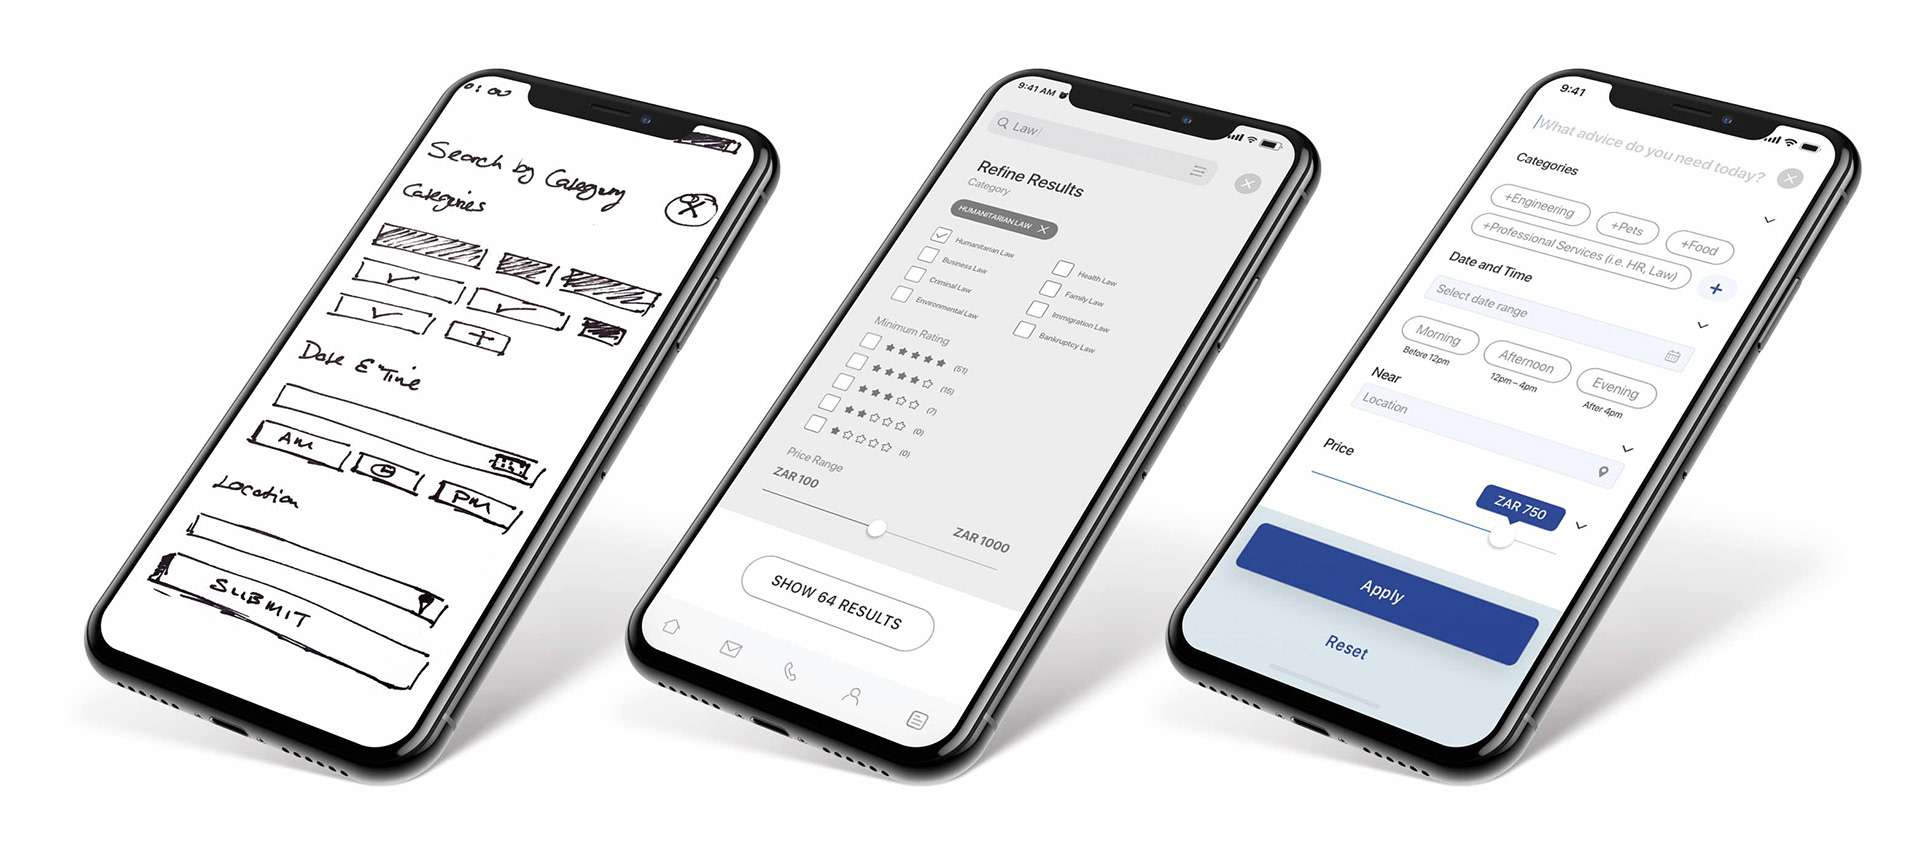 Search by Category
Categories
Date & Time
Am
Pm
Location
SUBMIT
9:41 AM
Law
Refine Results
Category
HUMANITARIAN LAW
Humanitarian Law
Business Law
Criminal Law
Environmental Law
Health Law
Family Law
Immigration Law
Bankruptcy Law
Minimum Rating
(51)
(15)
(7)
(0)
(0)
Price Range
ZAR 100
ZAR 1000
SHOW 64 RESULTS
9:41
What advice do you need today?
Categories
+Engineering
+Pets
+Food
+Professional Services (i.e. HR, Law)
Date and Time
Select date range
Morning
Before 12pm
Afternoon
12pm – 4pm
Evening
After 4pm
Near
Location
Price
ZAR 750
Apply
Reset